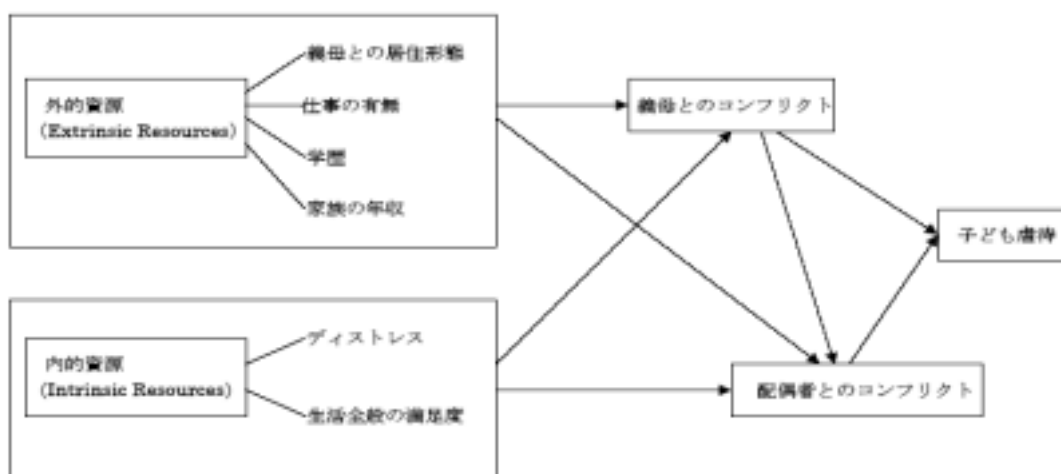 義母との居住形態
外的資源
(Extrinsic Resources)
仕事の有無
学歴
家族の年収
義母とのコンフリクト
子ども虐待
内的資源
(Intrinsic Resources)
ディストレス
生活全般の満足度
配偶者とのコンフリクト